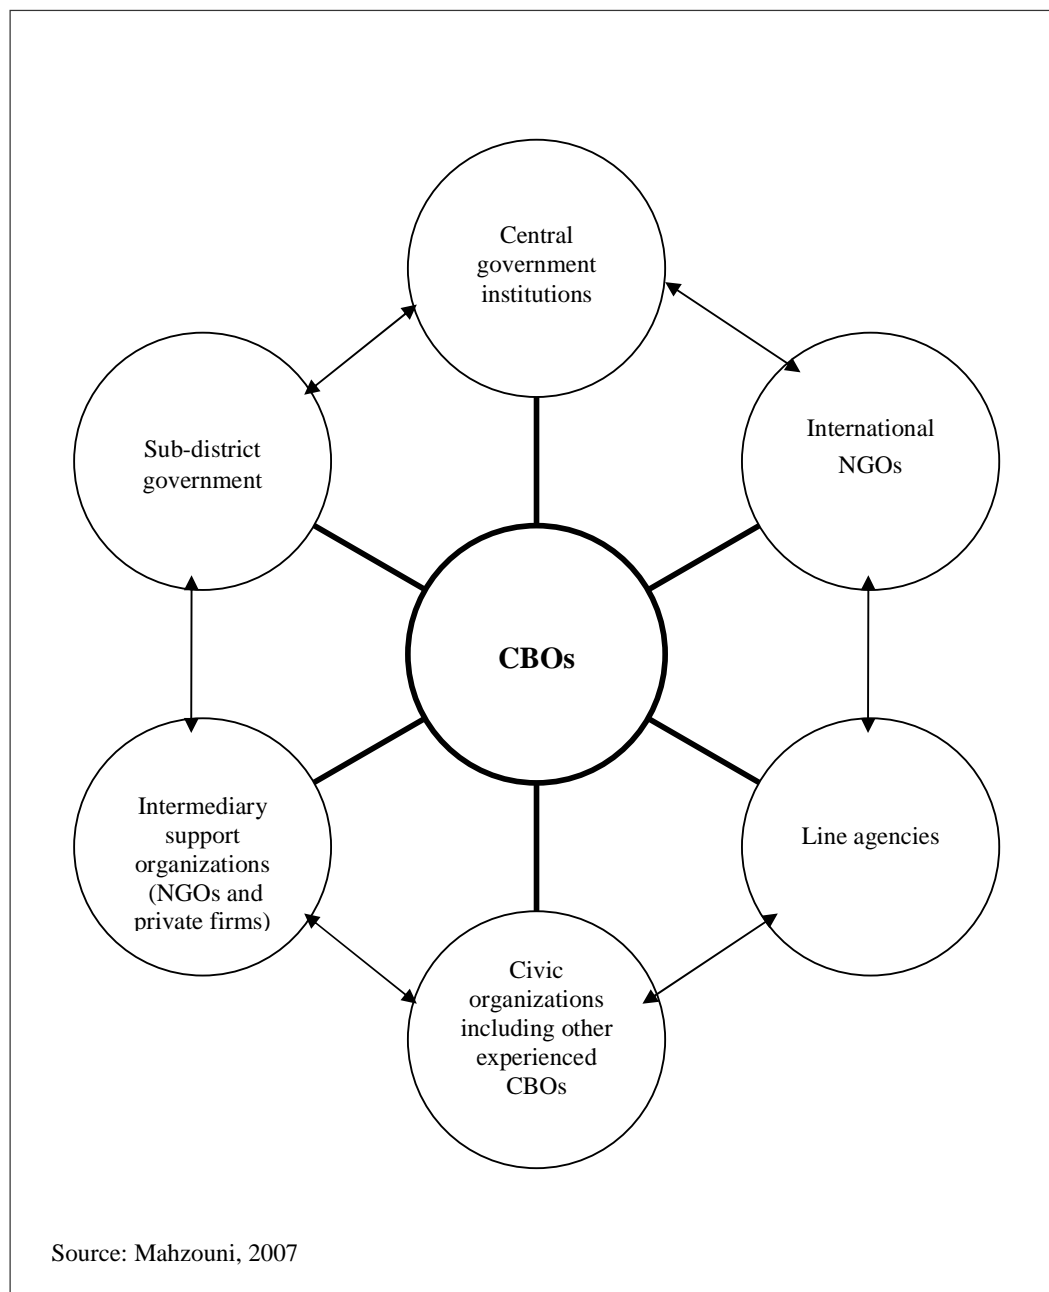 Central
government
institutions
Sub-district
government
International
NGOs
CBOs
Intermediary
support
organizations
(NGOs and
private firms)
Line agencies
Civic
organizations
including other
experienced
CBOs
Source: Mahzouni, 2007